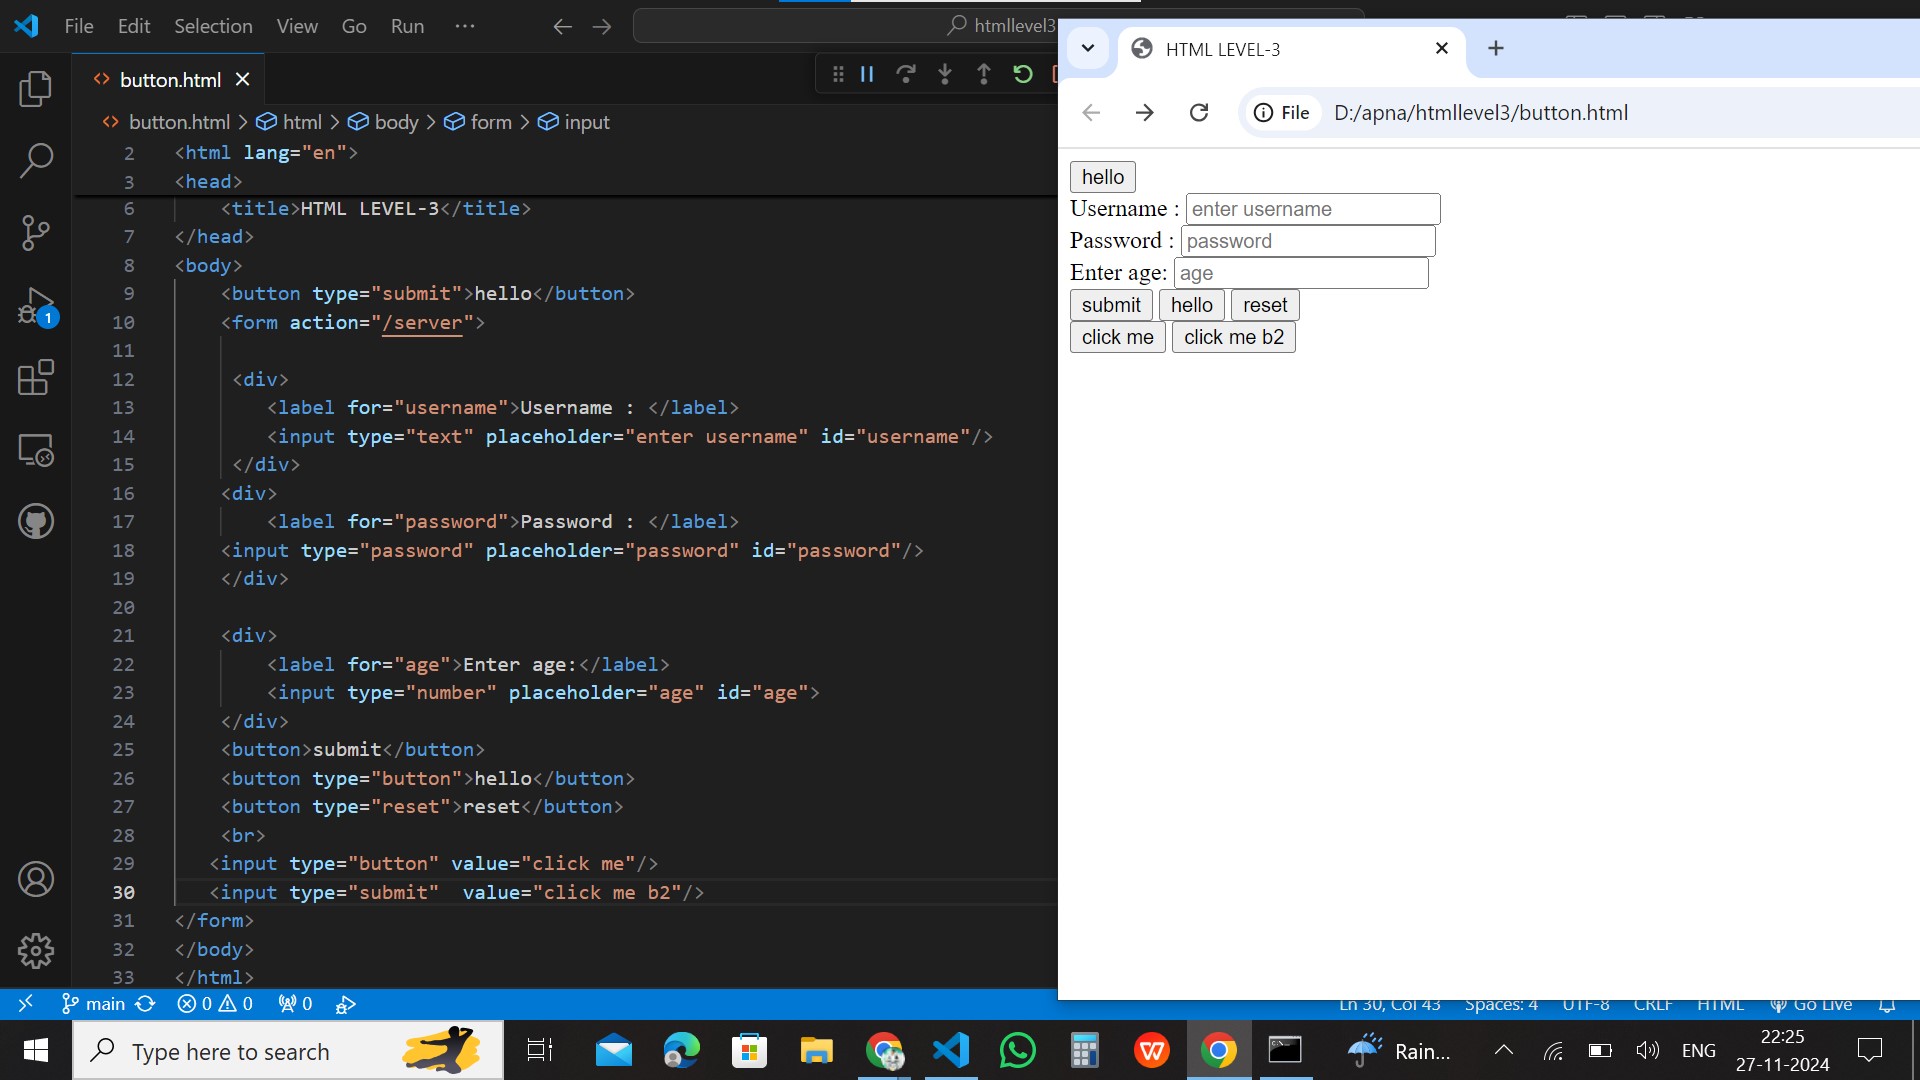 File Edit Selection View Go Run ··· htmllevel3
button.html
button.html > html > body > form > input
2 <html lang="en">
3 <head>
6 <title>HTML LEVEL-3</title>
7 </head>
8 <body>
9 <button type="submit">hello</button>
10 <form action="/server">
11
12 <div>
13 <label for="username">Username : </label>
14 <input type="text" placeholder="enter username" id="username"/>
15 </div>
16 <div>
17 <label for="password">Password : </label>
18 <input type="password" placeholder="password" id="password"/>
19 </div>
20
21 <div>
22 <label for="age">Enter age:</label>
23 <input type="number" placeholder="age" id="age">
24 </div>
25 <button>submit</button>
26 <button type="button">hello</button>
27 <button type="reset">reset</button>
28 <br>
29 <input type="button" value="click me"/>
30 <input type="submit"  value="click me b2"/>
31 </form>
32 </body>
33 </html>
1
HTML LEVEL-3
File D:/apna/htmllevel3/button.html
hello
Username : enter username
Password : password
Enter age: age
submit hello reset
click me click me b2
main 0 0 0 Ln 30, Col 43 Spaces: 4 UTF-8 CRLF HTML Go Live
Type here to search Rain... ENG 22:25
27-11-2024